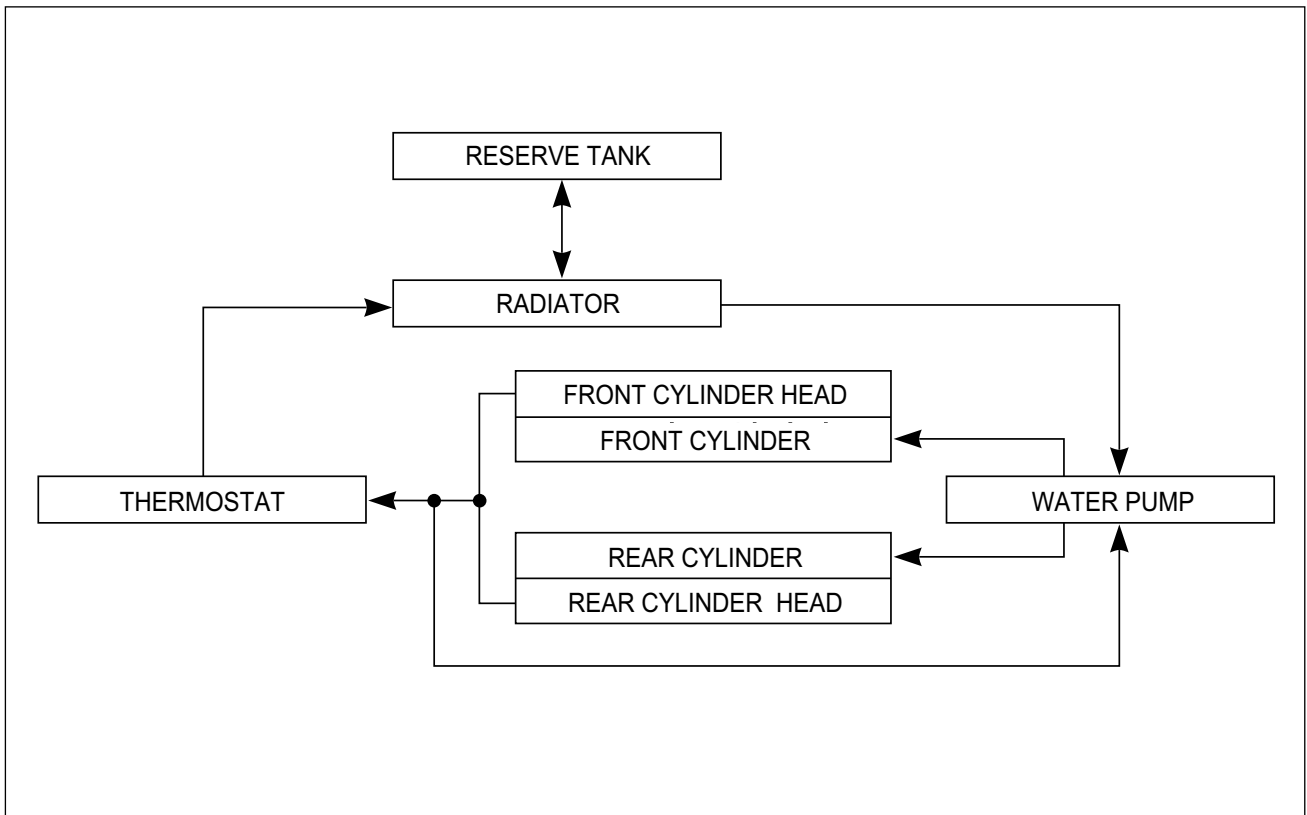 RESERVE TANK
RADIATOR
FRONT CYLINDER HEAD
FRONT CYLINDER
THERMOSTAT
WATER PUMP
REAR CYLINDER
REAR CYLINDER HEAD